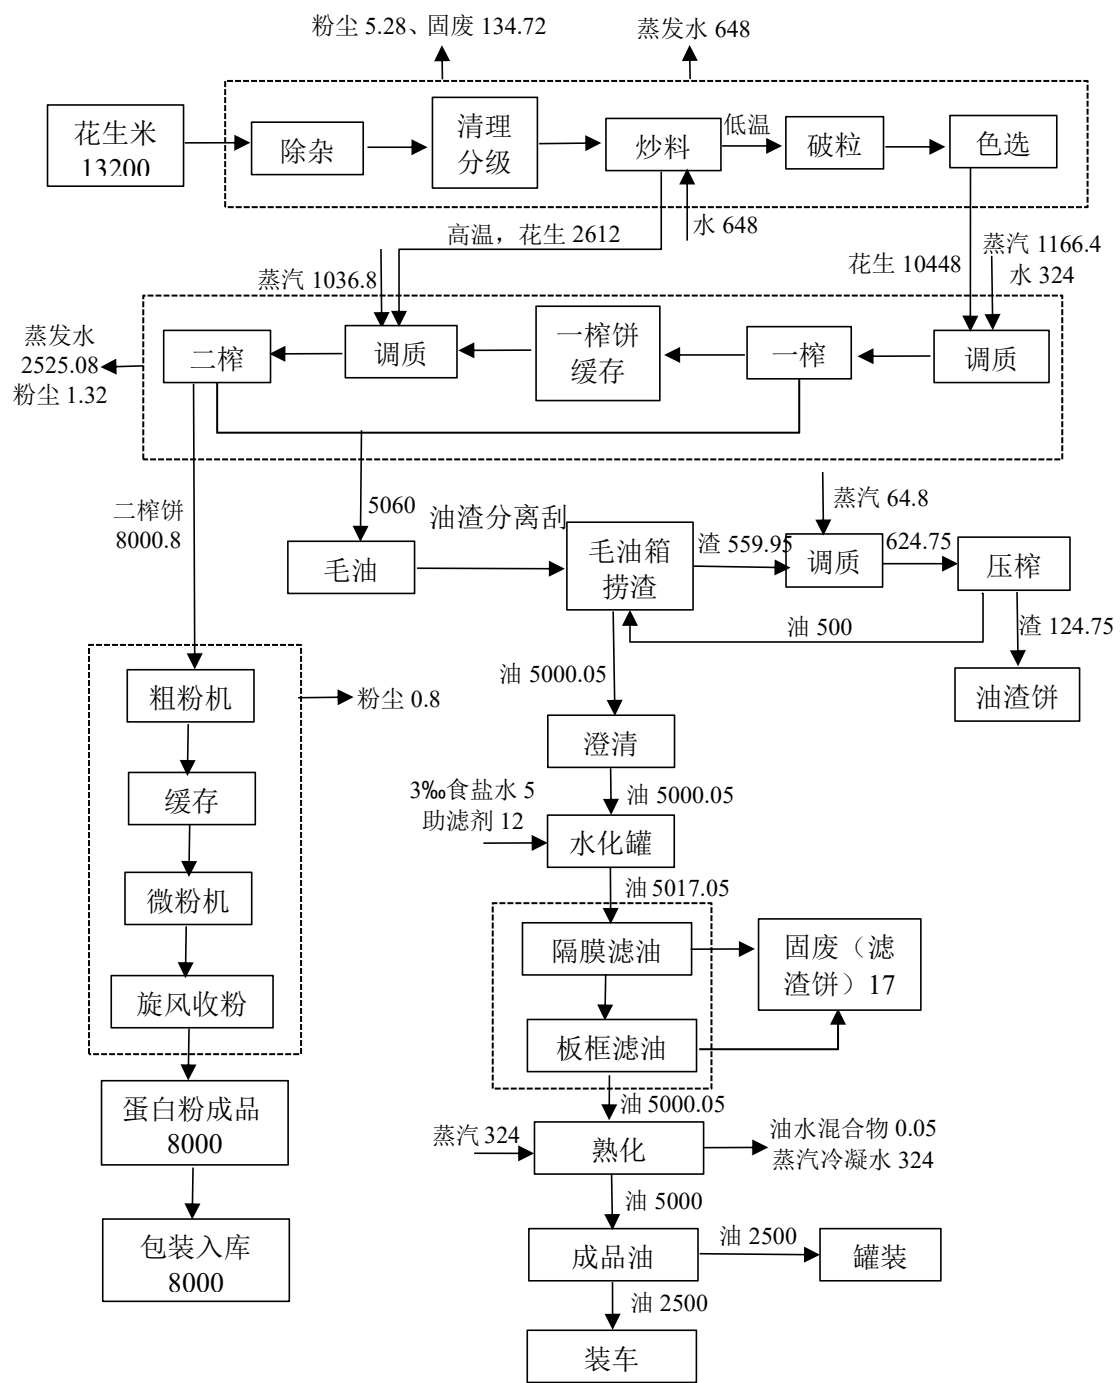 粉尘 5.28、固废 134.72
蒸发水 648
花生米
13200
除杂
清理
分级
炒料
低温
破粒
色选
水 648
高温，花生 2612
蒸汽 1036.8
花生 10448
蒸汽 1166.4
水 324
蒸发水
2525.08
粉尘 1.32
二榨
调质
一榨饼
缓存
一榨
调质
二榨饼
8000.8
5060
油渣分离刮
蒸汽 64.8
毛油
毛油箱
捞渣
渣 559.95
调质
624.75
压榨
油 500
渣 124.75
油渣饼
油 5000.05
粗粉机
粉尘 0.8
澄清
缓存
3‰食盐水 5
助滤剂 12
油 5000.05
水化罐
微粉机
油 5017.05
隔膜滤油
固废（滤
渣饼）17
旋风收粉
板框滤油
油 5000.05
蛋白粉成品
8000
蒸汽 324
熟化
油水混合物 0.05
蒸汽冷凝水 324
油 5000
包装入库
8000
成品油
油 2500
罐装
油 2500
装车